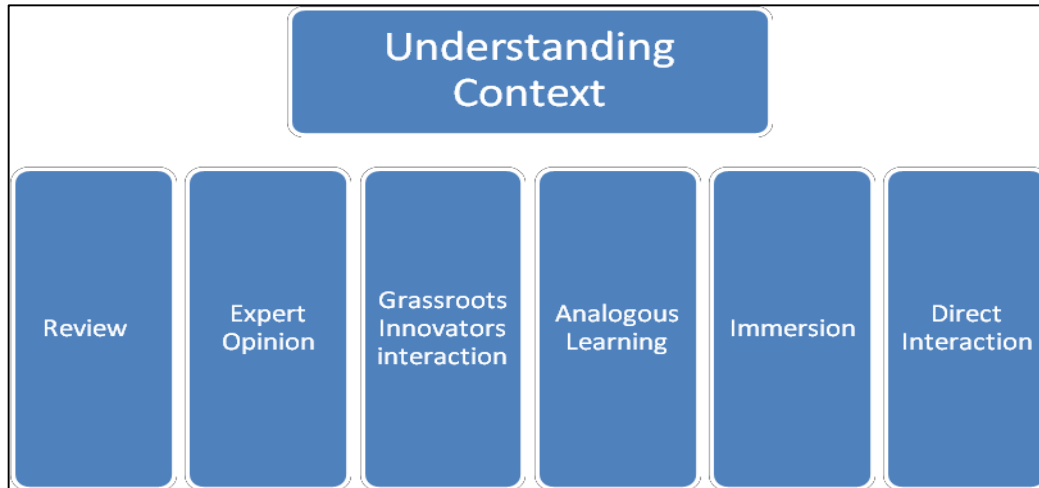 Understanding
Context
Review
Expert
Opinion
Grassroots
Innovators
interaction
Analogous
Learning
Immersion
Direct
Interaction